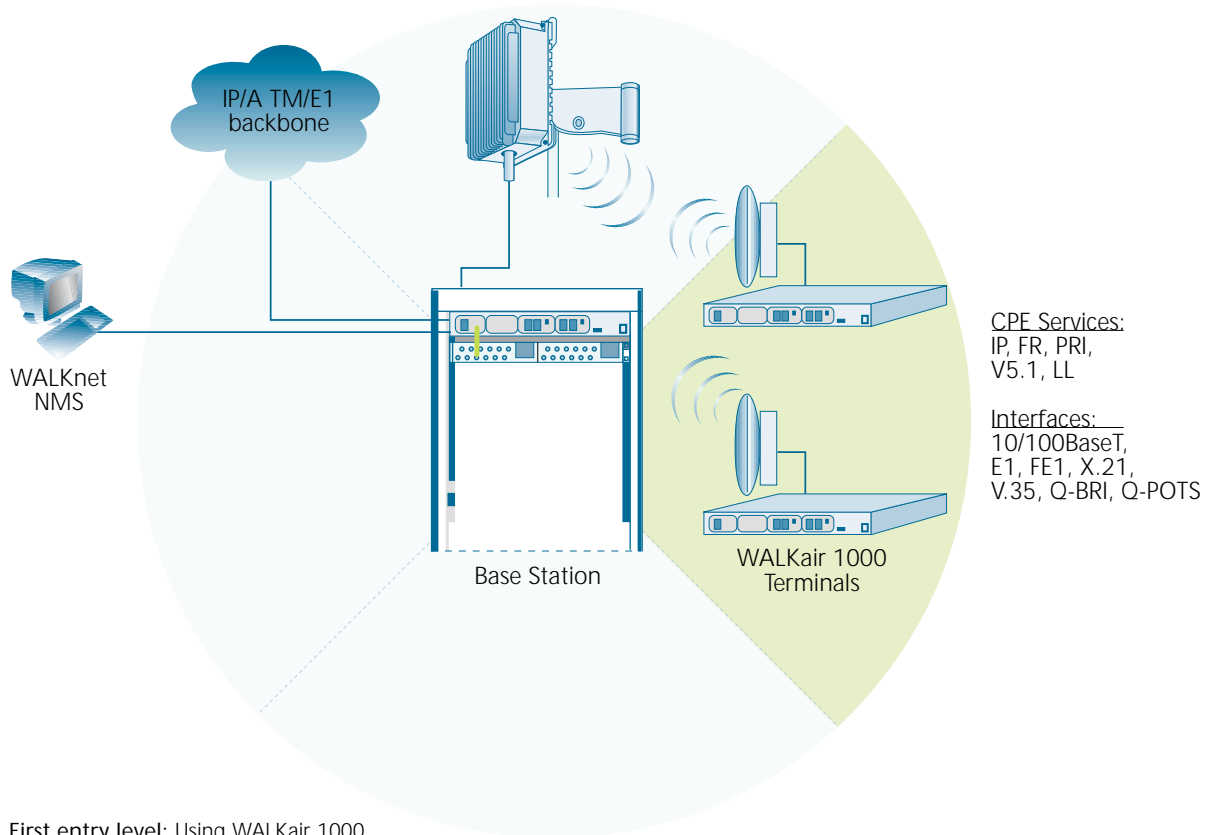 IP/A TM/E1
backbone
WALKnet
NMS
Base Station
WALKair 1000
Terminals
CPE Services:
IP, FR, PRI,
V5.1, LL
Interfaces:
10/100BaseT,
E1, FE1, X.21,
V.35, Q-BRI, Q-POTS
First entry level: Using WALKair 1000